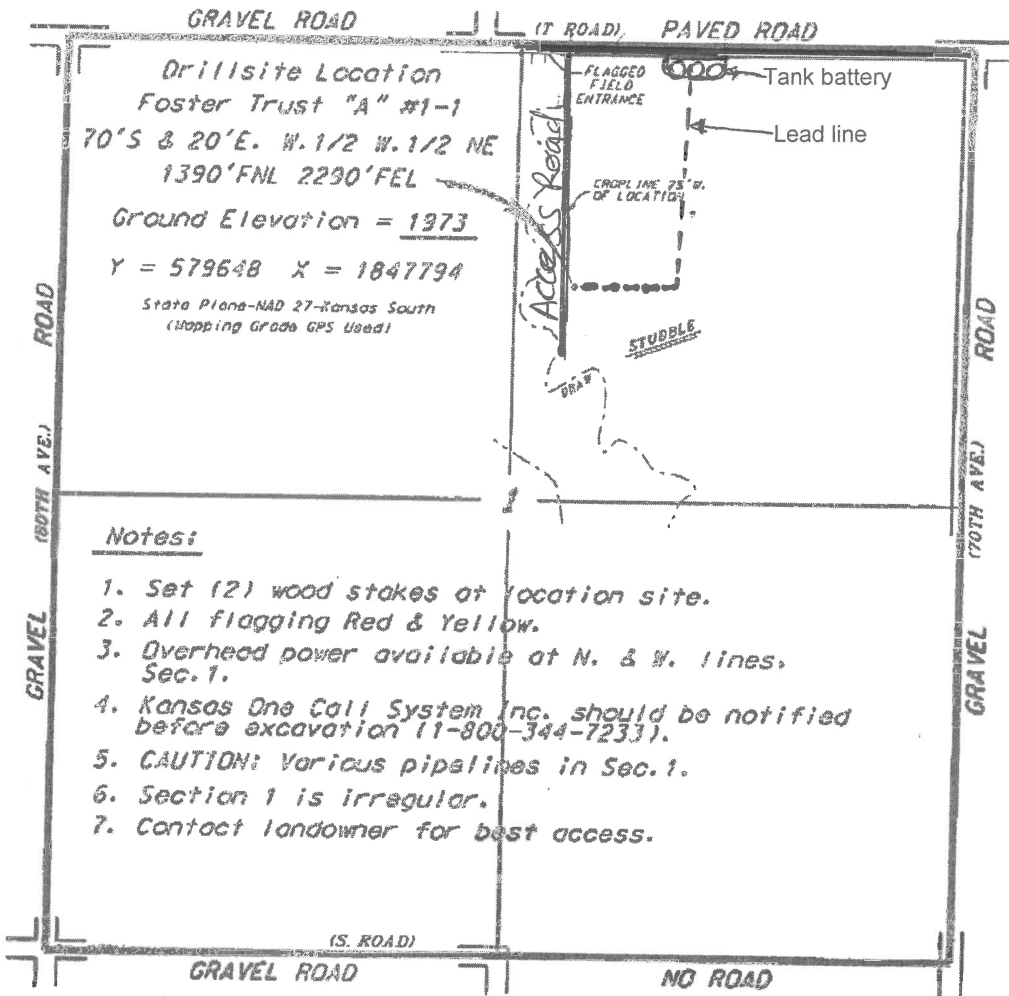 GRAVEL ROAD
(T ROAD)
PAVED ROAD
Drillsite Location
Foster Trust "A" #1-1
70'S & 20'E. W.1/2 W.1/2 NE
1390'FNL 2290'FEL
Ground Elevation = 1973
Y = 579648 X = 1847794
State Plane-NAD 27-Kansas South
(Mapping Grade GPS Used)
FLAGGED
FIELD
ENTRANCE
Tank battery
Lead line
Access Road
CROPLINE 75'W.
OF LOCATION
STUBBLE
DRAW
GRAVEL (80TH AVE.) ROAD
GRAVEL (70TH AVE.) ROAD
1
Notes:
1. Set (2) wood stakes at location site.
2. All flagging Red & Yellow.
3. Overhead power available at N. & W. lines,
Sec.1.
4. Kansas One Call System Inc. should be notified
before excavation (1-800-344-7233).
5. CAUTION: Various pipelines in Sec.1.
6. Section 1 is irregular.
7. Contact landowner for best access.
(S. ROAD)
GRAVEL ROAD
NO ROAD